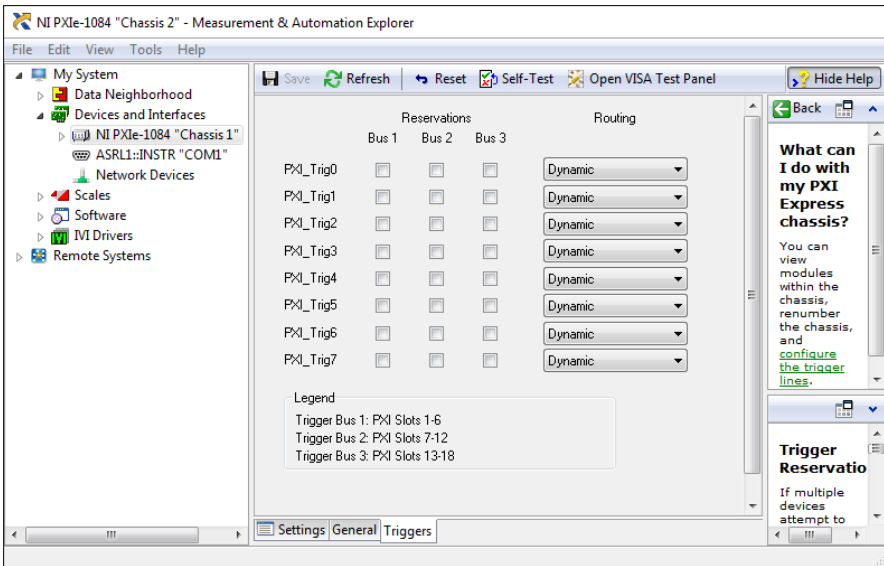 NI PXIe-1084 "Chassis 2" - Measurement & Automation Explorer
File Edit View Tools Help
My System
Data Neighborhood
Devices and Interfaces
NI PXIe-1084 "Chassis 1"
ASRL1::INSTR "COM1"
Network Devices
Scales
Software
IVI Drivers
Remote Systems
Save Refresh Reset Self-Test Open VISA Test Panel Hide Help
Reservations Routing
Bus 1 Bus 2 Bus 3
PXI_Trig0 Dynamic
PXI_Trig1 Dynamic
PXI_Trig2 Dynamic
PXI_Trig3 Dynamic
PXI_Trig4 Dynamic
PXI_Trig5 Dynamic
PXI_Trig6 Dynamic
PXI_Trig7 Dynamic
Legend
Trigger Bus 1: PXI Slots 1-6
Trigger Bus 2: PXI Slots 7-12
Trigger Bus 3: PXI Slots 13-18
Settings General Triggers
Back
What can
I do with
my PXI
Express
chassis?
You can
view
modules
within the
chassis,
renumber
the chassis,
and
configure
the trigger
lines.
Trigger
Reservatio
If multiple
devices
attempt to